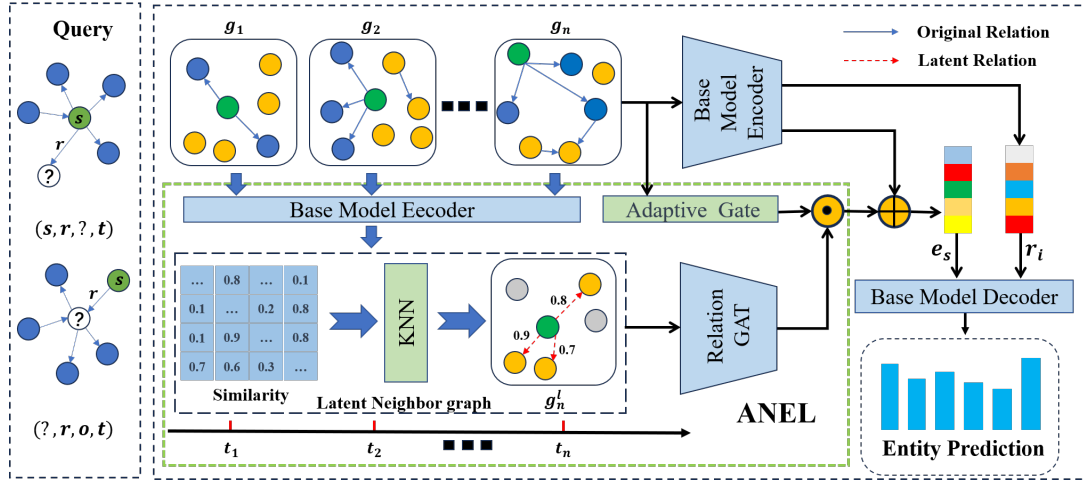 Query
s
r
?
(s, r, ?, t)
s
r
?
(?, r, o, t)
g₁
g₂
gₙ
Original Relation
Latent Relation
Base Model Encoder
Base Model Eecoder
Adaptive Gate
eₛ
rᵢ
Base Model Decoder
... 0.8 ... 0.1
0.1 ... 0.2 0.8
0.1 0.9 ... 0.8
0.7 0.6 0.3 ...
Similarity
KNN
0.8
0.9
0.7
gₙˡ
Latent Neighbor graph
Relation
GAT
ANEL
t₁
t₂
tₙ
Entity Prediction